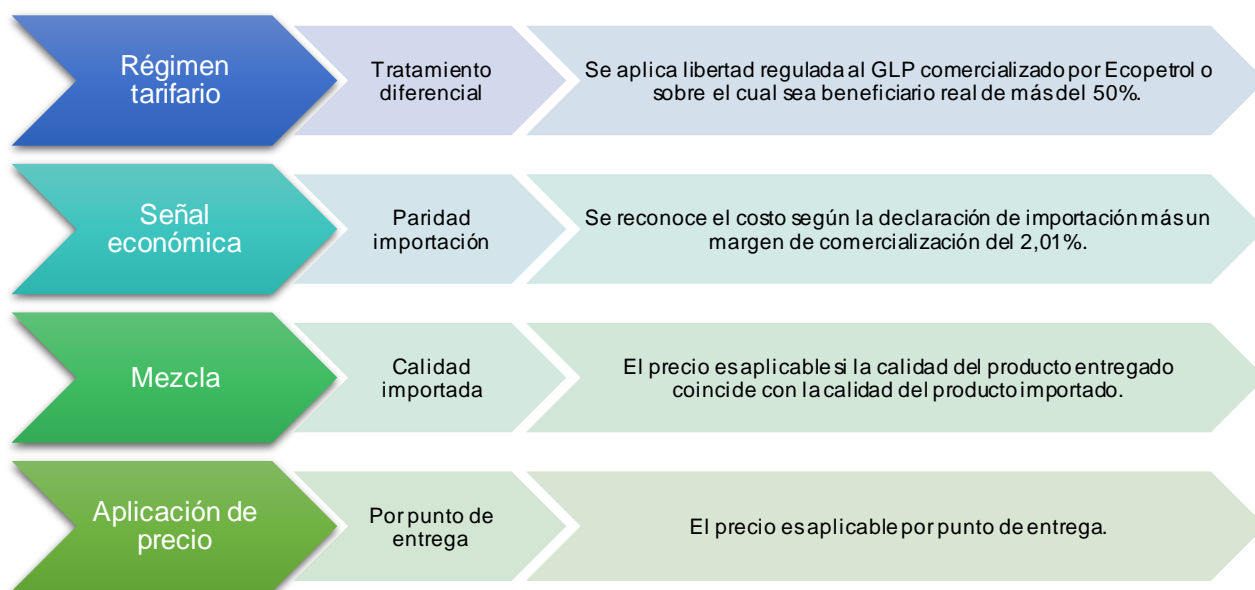 Régimen
tarifario
Tratamiento
diferencial
Se aplica libertad regulada al GLP comercializado por Ecopetrol o
sobre el cual sea beneficiario real de más del 50%.
Señal
económica
Paridad
importación
Se reconoce el costo según la declaración de importación más un
margen de comercialización del 2,01%.
Mezcla
Calidad
importada
El precio es aplicable si la calidad del producto entregado
coincide con la calidad del producto importado.
Aplicación de
precio
Por punto de
entrega
El precio es aplicable por punto de entrega.